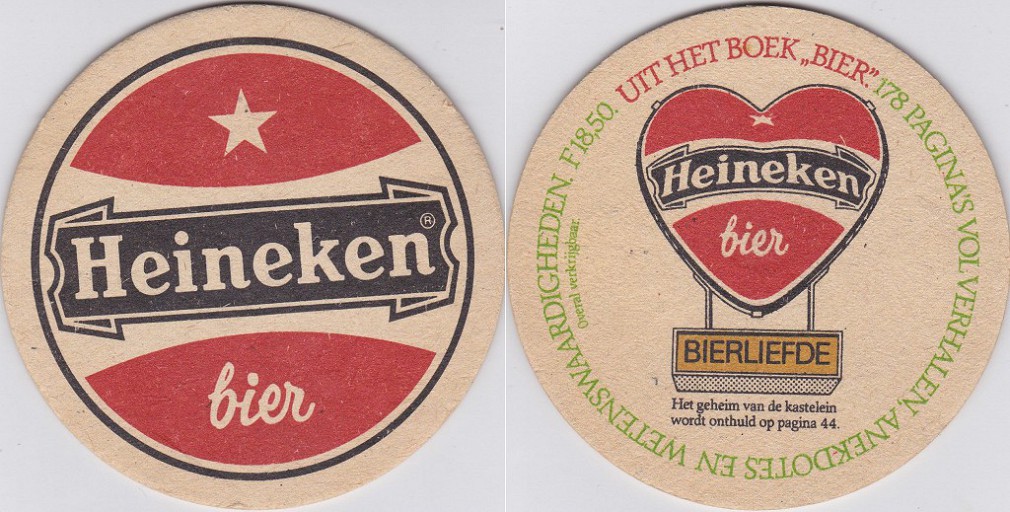 Heineken®
bier
UIT HET BOEK „BIER.” 178 PAGINA'S VOL VERHALEN ANEKDOTES EN WETENSWAARDIGHEDEN. F18,50.
Overal verkrijgbaar.
Heineken
bier
BIERLIEFDE
Het geheim van de kastelein
wordt onthuld op pagina 44.